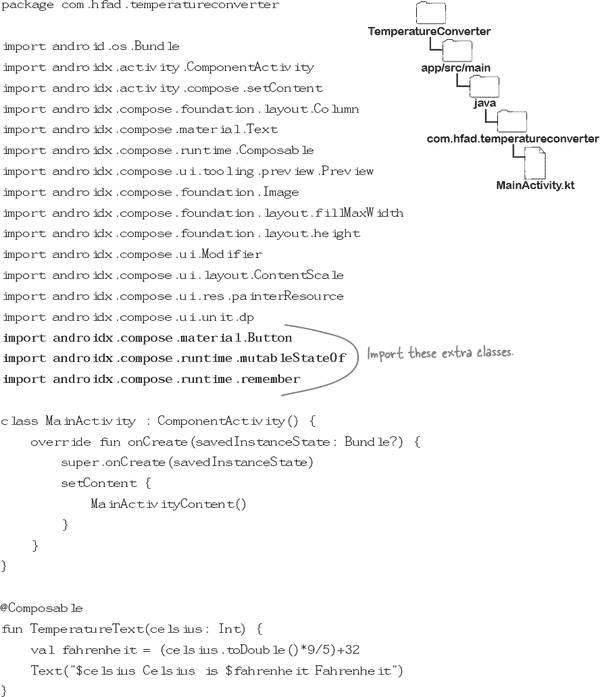 package com.hfad.temperatureconverter
TemperatureConverter
app/src/main
java
com.hfad.temperatureconverter
MainActivity.kt
import android.os.Bundle
import androidx.activity.ComponentActivity
import androidx.activity.compose.setContent
import androidx.compose.foundation.layout.Column
import androidx.compose.material.Text
import androidx.compose.runtime.Composable
import androidx.compose.ui.tooling.preview.Preview
import androidx.compose.foundation.Image
import androidx.compose.foundation.layout.fillMaxWidth
import androidx.compose.foundation.layout.height
import androidx.compose.ui.Modifier
import androidx.compose.ui.layout.ContentScale
import androidx.compose.ui.res.painterResource
import androidx.compose.ui.unit.dp
import androidx.compose.material.Button
import androidx.compose.runtime.mutableStateOf
import androidx.compose.runtime.remember
Import these extra classes.
class MainActivity : ComponentActivity() {
    override fun onCreate(savedInstanceState: Bundle?) {
        super.onCreate(savedInstanceState)
        setContent {
            MainActivityContent()
        }
    }
}
@Composable
fun TemperatureText(celsius: Int) {
    val fahrenheit = (celsius.toDouble()*9/5)+32
    Text("$celsius Celsius is $fahrenheit Fahrenheit")
}